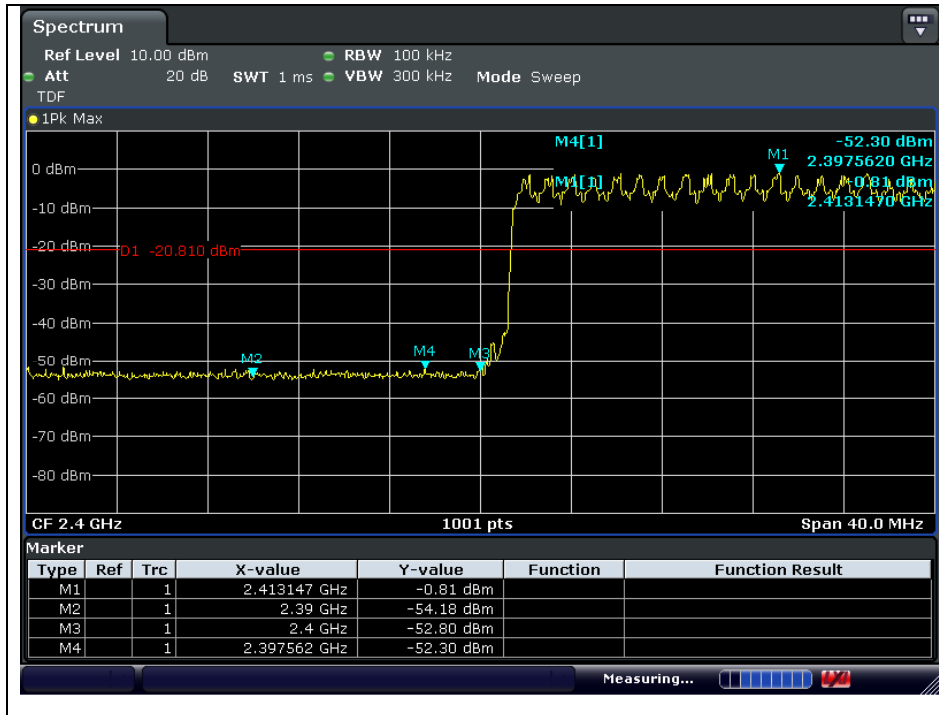 Spectrum
Ref Level 10.00 dBm RBW 100 kHz
Att 20 dB SWT 1 ms VBW 300 kHz Mode Sweep
TDF
1Pk Max
M4[1] -52.30 dBm
M1 2.3975620 GHz
0 dBm
M1[1] -0.81 dBm
2.4131470 GHz
-10 dBm
-20 dBm
D1 -20.810 dBm
-30 dBm
-40 dBm
M2 M4 M3
-50 dBm
-60 dBm
-70 dBm
-80 dBm
CF 2.4 GHz 1001 pts Span 40.0 MHz
Marker
Type Ref Trc X-value Y-value Function Function Result
M1 1 2.413147 GHz -0.81 dBm
M2 1 2.39 GHz -54.18 dBm
M3 1 2.4 GHz -52.80 dBm
M4 1 2.397562 GHz -52.30 dBm
Measuring...